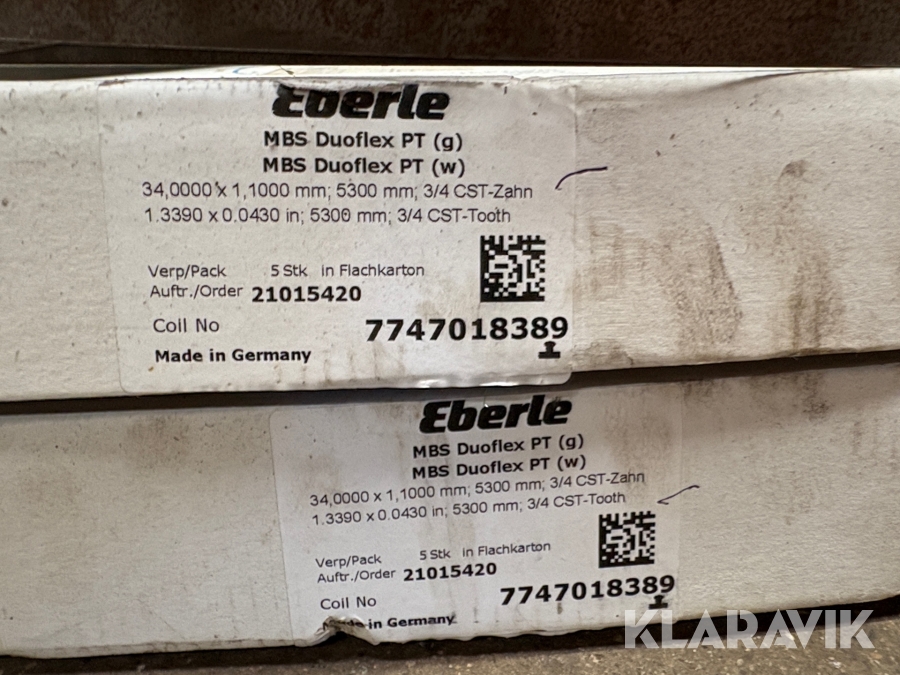 Eberle
MBS Duoflex PT (g)
MBS Duoflex PT (w)
34,0000 x 1,1000 mm; 5300 mm; 3/4 CST-Zahn
1.3390 x 0.0430 in; 5300 mm; 3/4 CST-Tooth
Verp/Pack 5 Stk in Flachkarton
Auftr./Order 21015420
Coil No 7747018389
Made in Germany
Eberle
MBS Duoflex PT (g)
MBS Duoflex PT (w)
34,0000 x 1,1000 mm; 5300 mm; 3/4 CST-Zahn
1.3390 x 0.0430 in; 5300 mm; 3/4 CST-Tooth
Verp/Pack 5 Stk in Flachkarton
Auftr./Order 21015420
Coil No 7747018389
Made in Germany
KLARAVIK